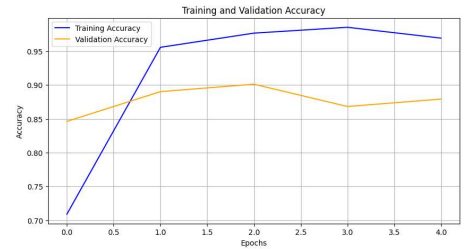 Training and Validation Accuracy
Training Accuracy
Validation Accuracy
Accuracy
0.95
0.90
0.85
0.80
0.75
0.70
0.0 0.5 1.0 1.5 2.0 2.5 3.0 3.5 4.0
Epochs